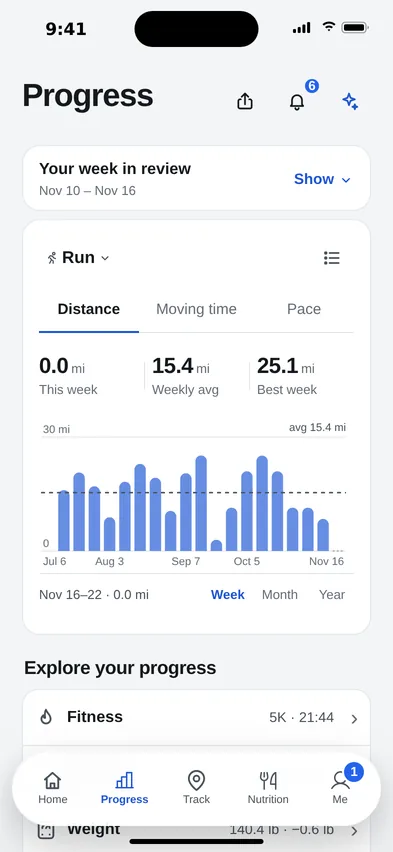 9:41
Progress
6
Your week in review
Nov 10 – Nov 16
Show
Run
Distance Moving time Pace
0.0 mi 15.4 mi 25.1 mi
This week Weekly avg Best week
30 mi avg 15.4 mi
0
Jul 6 Aug 3 Sep 7 Oct 5 Nov 16
Nov 16–22 · 0.0 mi Week Month Year
Explore your progress
Fitness 5K · 21:44
1
Home Progress Track Nutrition Me
Weight 140.4 lb · −0.6 lb